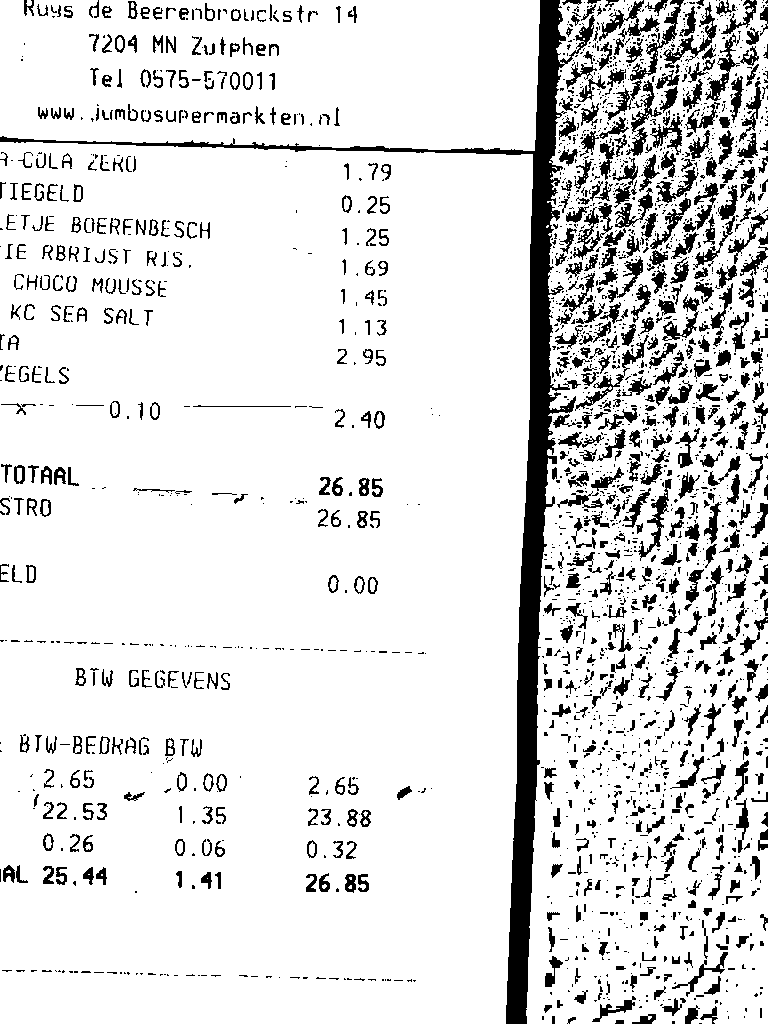 Ruys de Beerenbrouckstr 14
7204 MN Zutphen
Tel 0575-570011
www.jumbosupermarkten.nl
A-COLA ZERO 1.79
TIEGELD 0.25
LETJE BOERENBESCH 1.25
TIE RBRIJST RIS. 1.69
CHOCO MOUSSE 1.45
KC SEA SALT 1.13
IA 2.95
ZEGELS
x 0.10 2.40
TOTAAL 26.85
STRO 26.85
ELD 0.00
BTW GEGEVENS
BTW-BEDRAG BTW
2.65 0.00 2.65
22.53 1.35 23.88
0.26 0.06 0.32
AAL 25.44 1.41 26.85